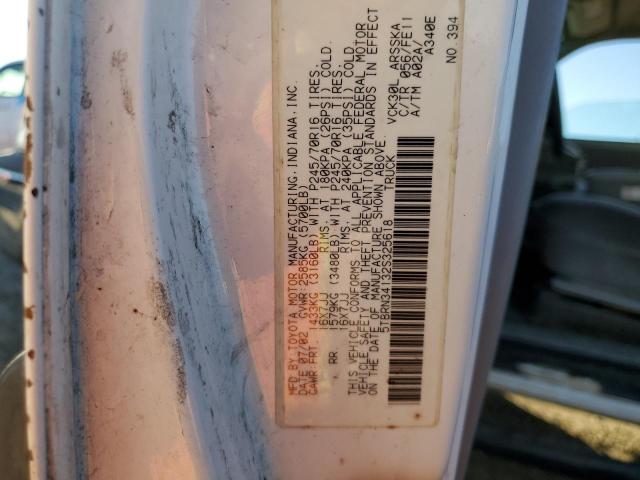 MFD.BY TOYOTA MOTOR MANUFACTURING,INDIANA,INC.
DATE 07/02 GVWR 2585KG (5700LB)
GAWR:FRT. 1433KG (3160LB) WITH P245/70R16 TIRES,
16X7JJ RIMS, AT 180KPA (26PSI) COLD.
RR. 1579KG (3480LB) WITH P245/70R16 TIRES,
16X7JJ RIMS, AT 240KPA (35PSI) COLD.
THIS VEHICLE CONFORMS TO ALL APPLICABLE FEDERAL MOTOR
VEHICLE SAFETY AND THEFT PREVENTION STANDARDS IN EFFECT
ON THE DATE OF MANUFACTURE SHOWN ABOVE.
5TBRN34132S325618 TRUCK
VCK30L ARSSKA
C/TR 056/FE11
A/TM A02A/
A340E
NO. 394